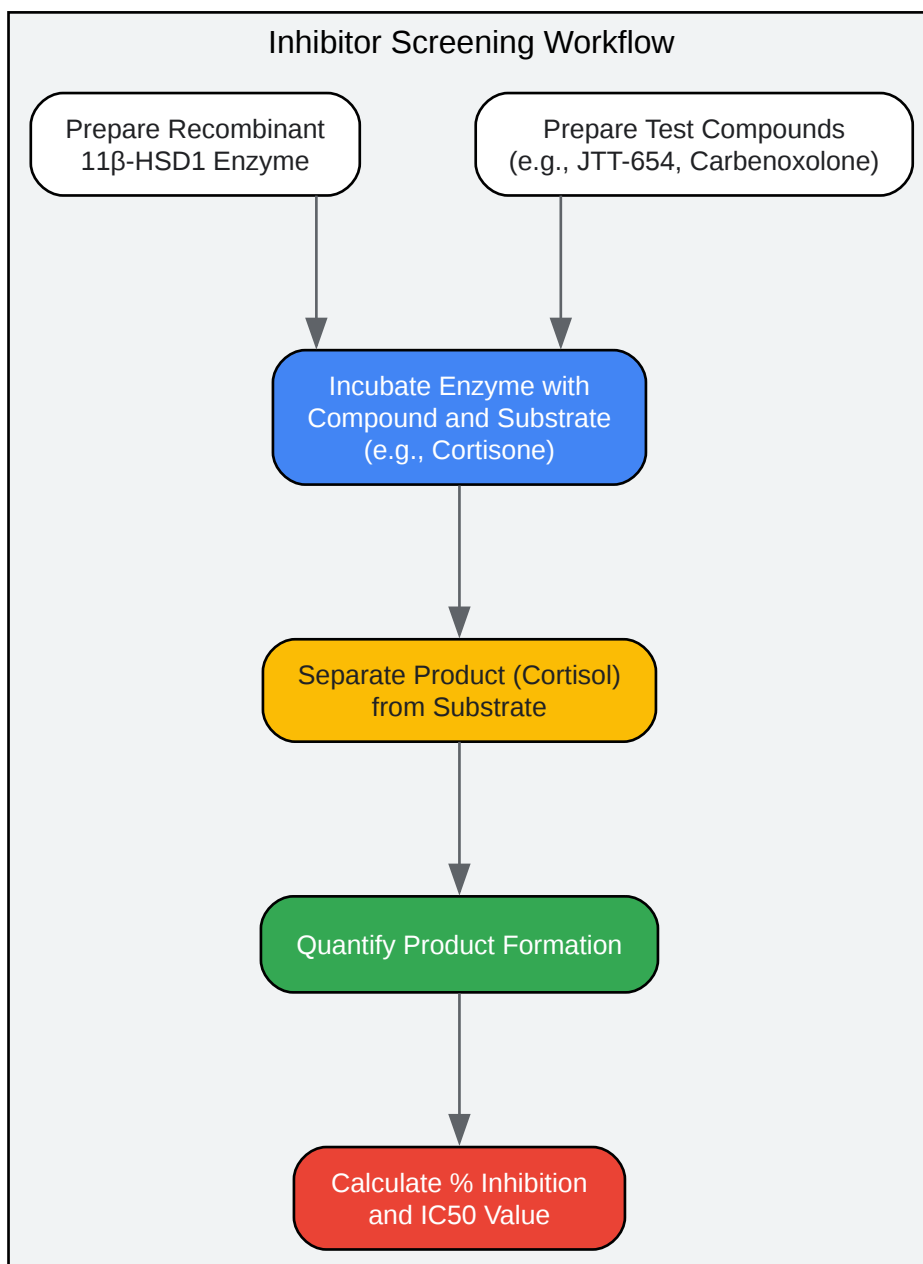 Inhibitor Screening Workflow
Prepare Recombinant
11β-HSD1 Enzyme
Prepare Test Compounds
(e.g., JTT-654, Carbenoxolone)
Incubate Enzyme with
Compound and Substrate
(e.g., Cortisone)
Separate Product (Cortisol)
from Substrate
Quantify Product Formation
Calculate % Inhibition
and IC50 Value